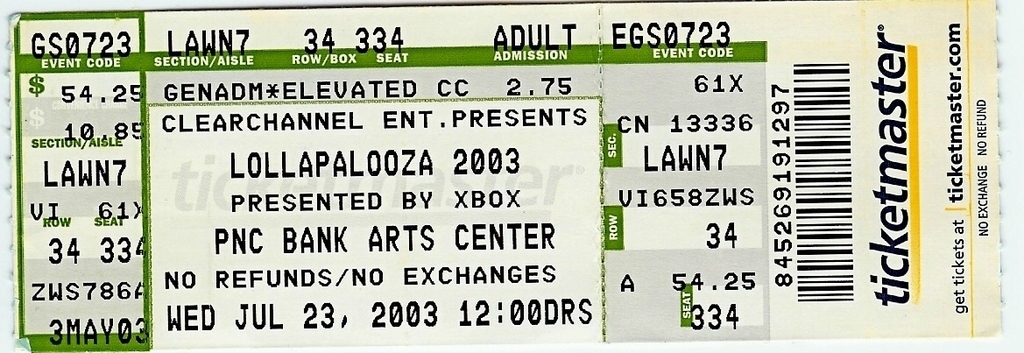 GS0723
EVENT CODE
$ 54.25
$ 10.85
SECTION/AISLE
LAWN7
VI 61X
ROW SEAT
34 334
ZWS786A
3MAY03
LAWN7 34 334 ADULT
SECTION/AISLE ROW/BOX SEAT ADMISSION
GENADM*ELEVATED CC 2.75
CLEARCHANNEL ENT.PRESENTS
LOLLAPALOOZA 2003
PRESENTED BY XBOX
PNC BANK ARTS CENTER
NO REFUNDS/NO EXCHANGES
WED JUL 23, 2003 12:00DRS
ticketmaster
EGS0723
EVENT CODE
61X
CN 13336
SEC.
LAWN7
VI658ZWS
ROW
34
A 54.25
SEAT
334
845269191297
ticketmaster
get tickets at ticketmaster.com
NO EXCHANGE NO REFUND